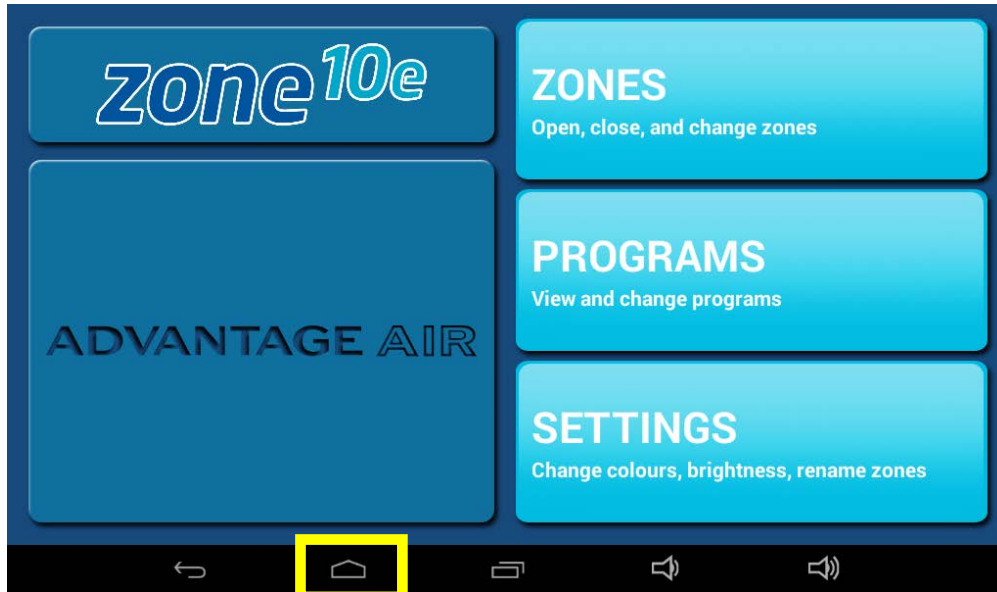 zone10e
ADVANTAGE AIR
ZONES
Open, close, and change zones
PROGRAMS
View and change programs
SETTINGS
Change colours, brightness, rename zones